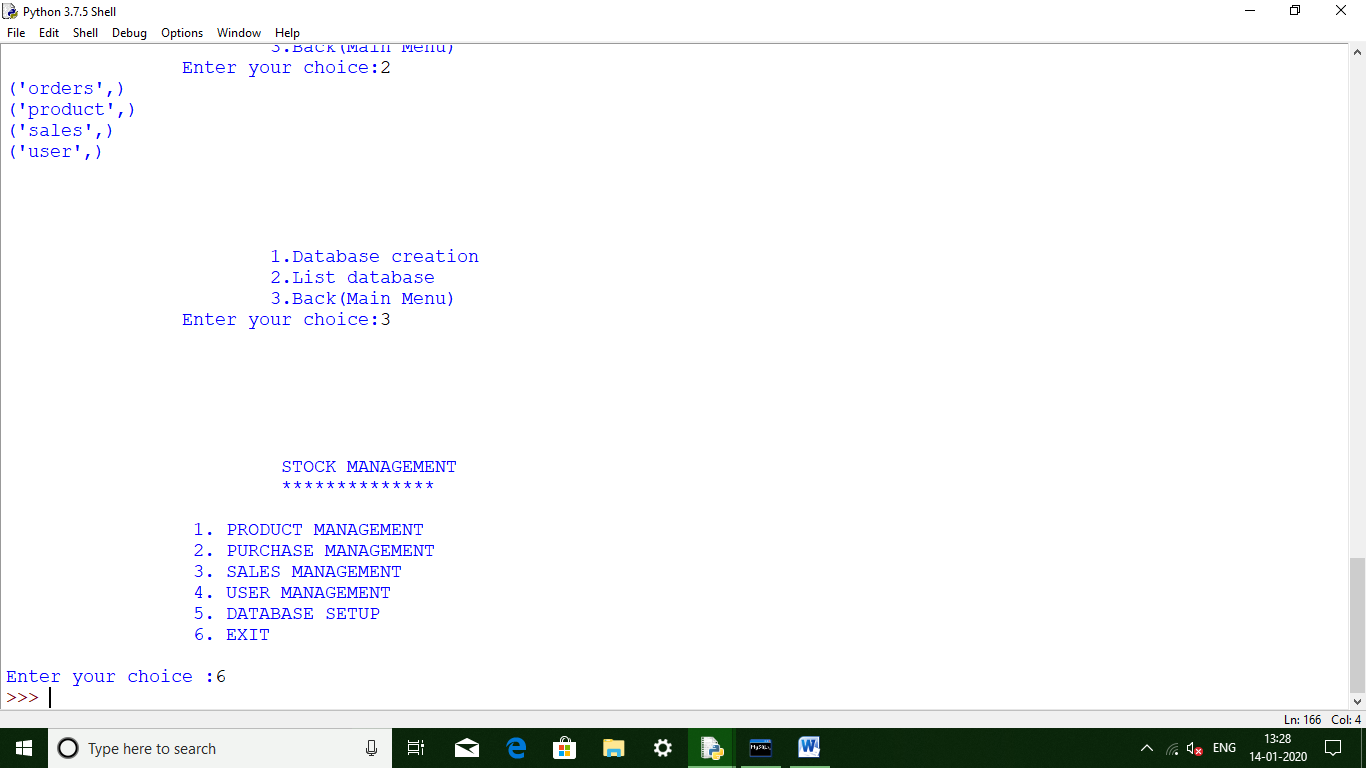 Python 3.7.5 Shell
File Edit Shell Debug Options Window Help
3.Back(Main Menu)
Enter your choice:2
('orders',)
('product',)
('sales',)
('user',)
1.Database creation
2.List database
3.Back(Main Menu)
Enter your choice:3
STOCK MANAGEMENT
**************
1. PRODUCT MANAGEMENT
2. PURCHASE MANAGEMENT
3. SALES MANAGEMENT
4. USER MANAGEMENT
5. DATABASE SETUP
6. EXIT
Enter your choice :6
>>>
Ln: 166 Col: 4
Type here to search
MySQL
W
ENG
13:28
14-01-2020